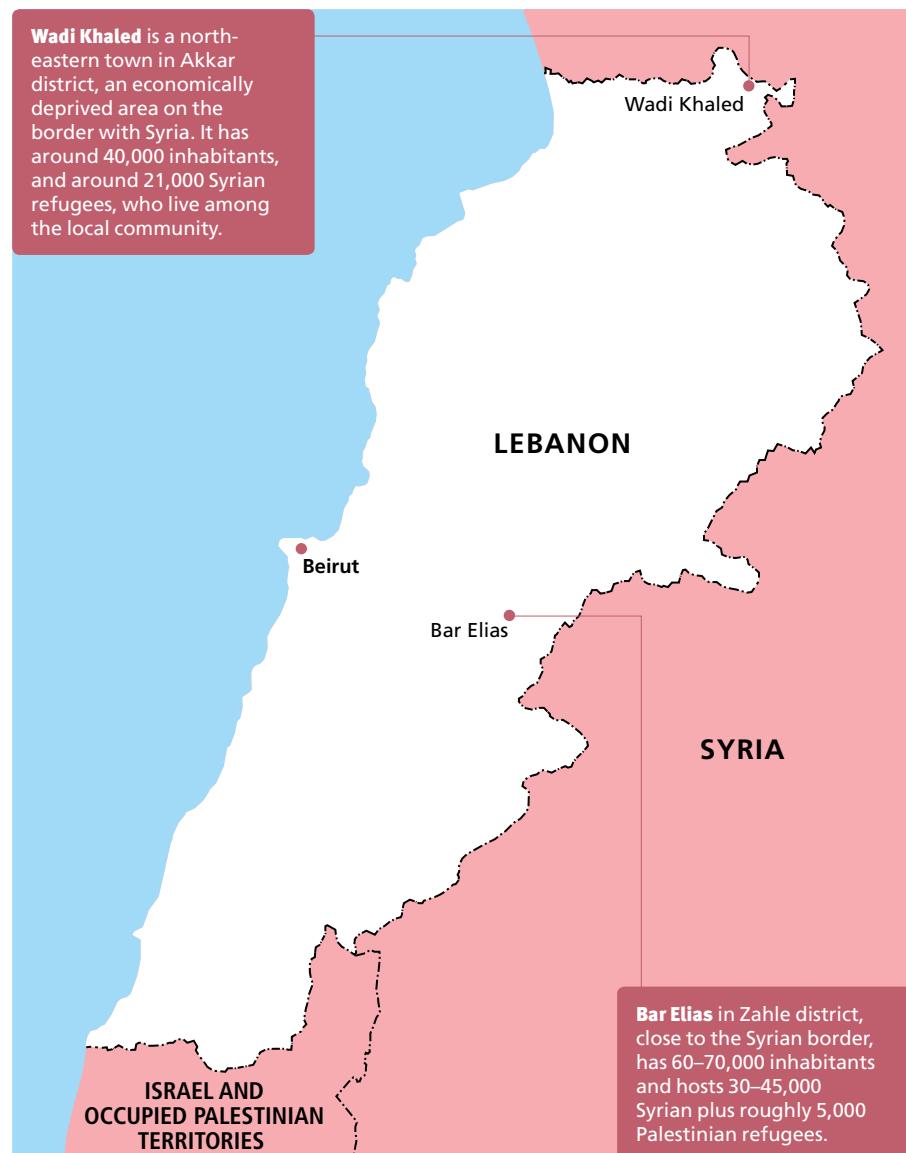 Wadi Khaled is a north-
eastern town in Akkar
district, an economically
deprived area on the
border with Syria. It has
around 40,000 inhabitants,
and around 21,000 Syrian
refugees, who live among
the local community.
Wadi Khaled
LEBANON
Beirut
Bar Elias
SYRIA
Bar Elias in Zahle district,
close to the Syrian border,
has 60–70,000 inhabitants
and hosts 30–45,000
Syrian plus roughly 5,000
Palestinian refugees.
ISRAEL AND
OCCUPIED PALESTINIAN
TERRITORIES